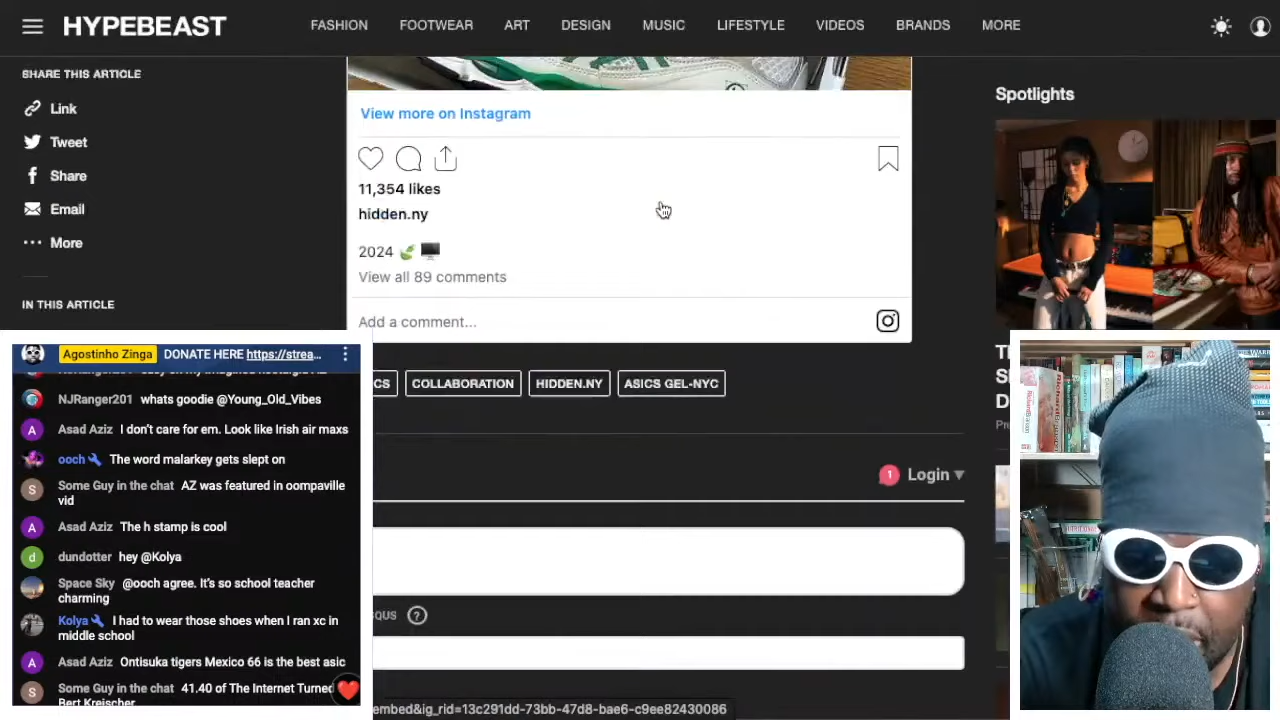 HYPEBEAST
FASHION FOOTWEAR ART DESIGN MUSIC LIFESTYLE VIDEOS BRANDS MORE
SHARE THIS ARTICLE
Link
Tweet
Share
Email
More
IN THIS ARTICLE
View more on Instagram
11,354 likes
hidden.ny
2024
View all 89 comments
Add a comment...
CS COLLABORATION HIDDEN.NY ASICS GEL-NYC
1 Login
QUS ?
embed&ig_rid=13c291dd-73bb-47d8-bae6-c9ee82430086
Spotlights
Agostinho Zinga DONATE HERE https://strea...
NJRanger201 whats goodie @Young_Old_Vibes
Asad Aziz I don't care for em. Look like Irish air maxs
ooch The word malarkey gets slept on
Some Guy in the chat AZ was featured in oompaville
vid
Asad Aziz The h stamp is cool
dundotter hey @Kolya
Space Sky @ooch agree. It's so school teacher
charming
Kolya I had to wear those shoes when I ran xc in
middle school
Asad Aziz Ontisuka tigers Mexico 66 is the best asic
Some Guy in the chat 41.40 of The Internet Turned
Bert Kreischer